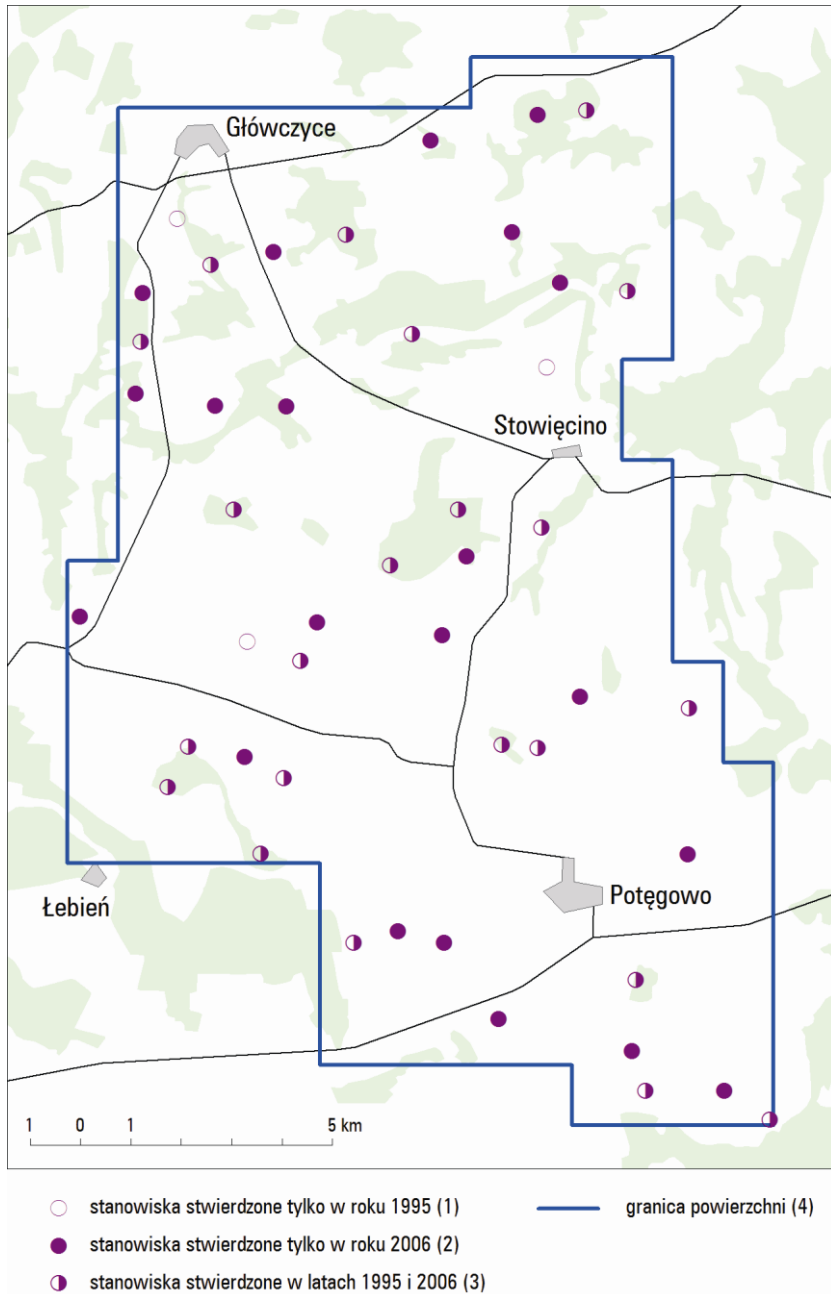 Główczyce
Stowięcino
Łebień
Potęgowo
1 0 1 5 km
stanowiska stwierdzone tylko w roku 1995 (1)
granica powierzchni (4)
stanowiska stwierdzone tylko w roku 2006 (2)
stanowiska stwierdzone w latach 1995 i 2006 (3)